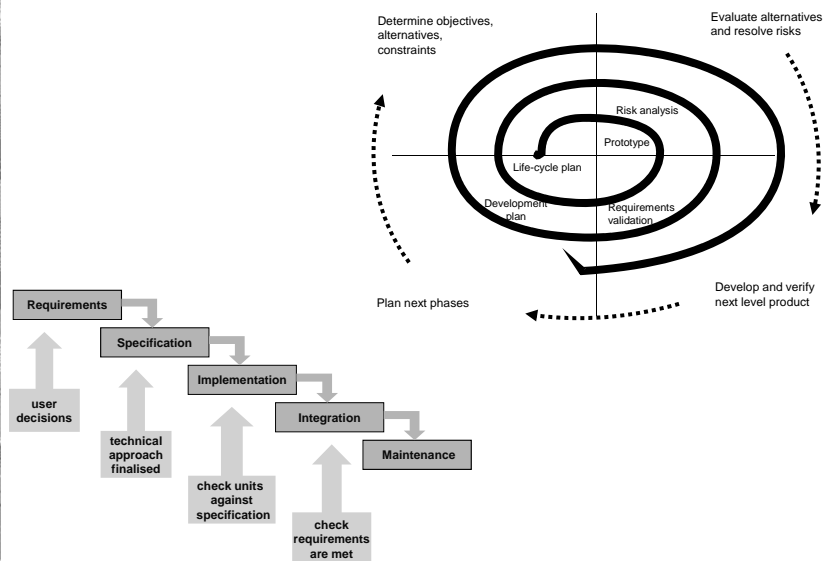 Determine objectives,
alternatives,
constraints
Evaluate alternatives
and resolve risks
Risk analysis
Prototype
Life-cycle plan
Development
plan
Requirements
validation
Plan next phases
Develop and verify
next level product
Requirements
Specification
Implementation
Integration
Maintenance
user
decisions
technical
approach
finalised
check units
against
specification
check
requirements
are met